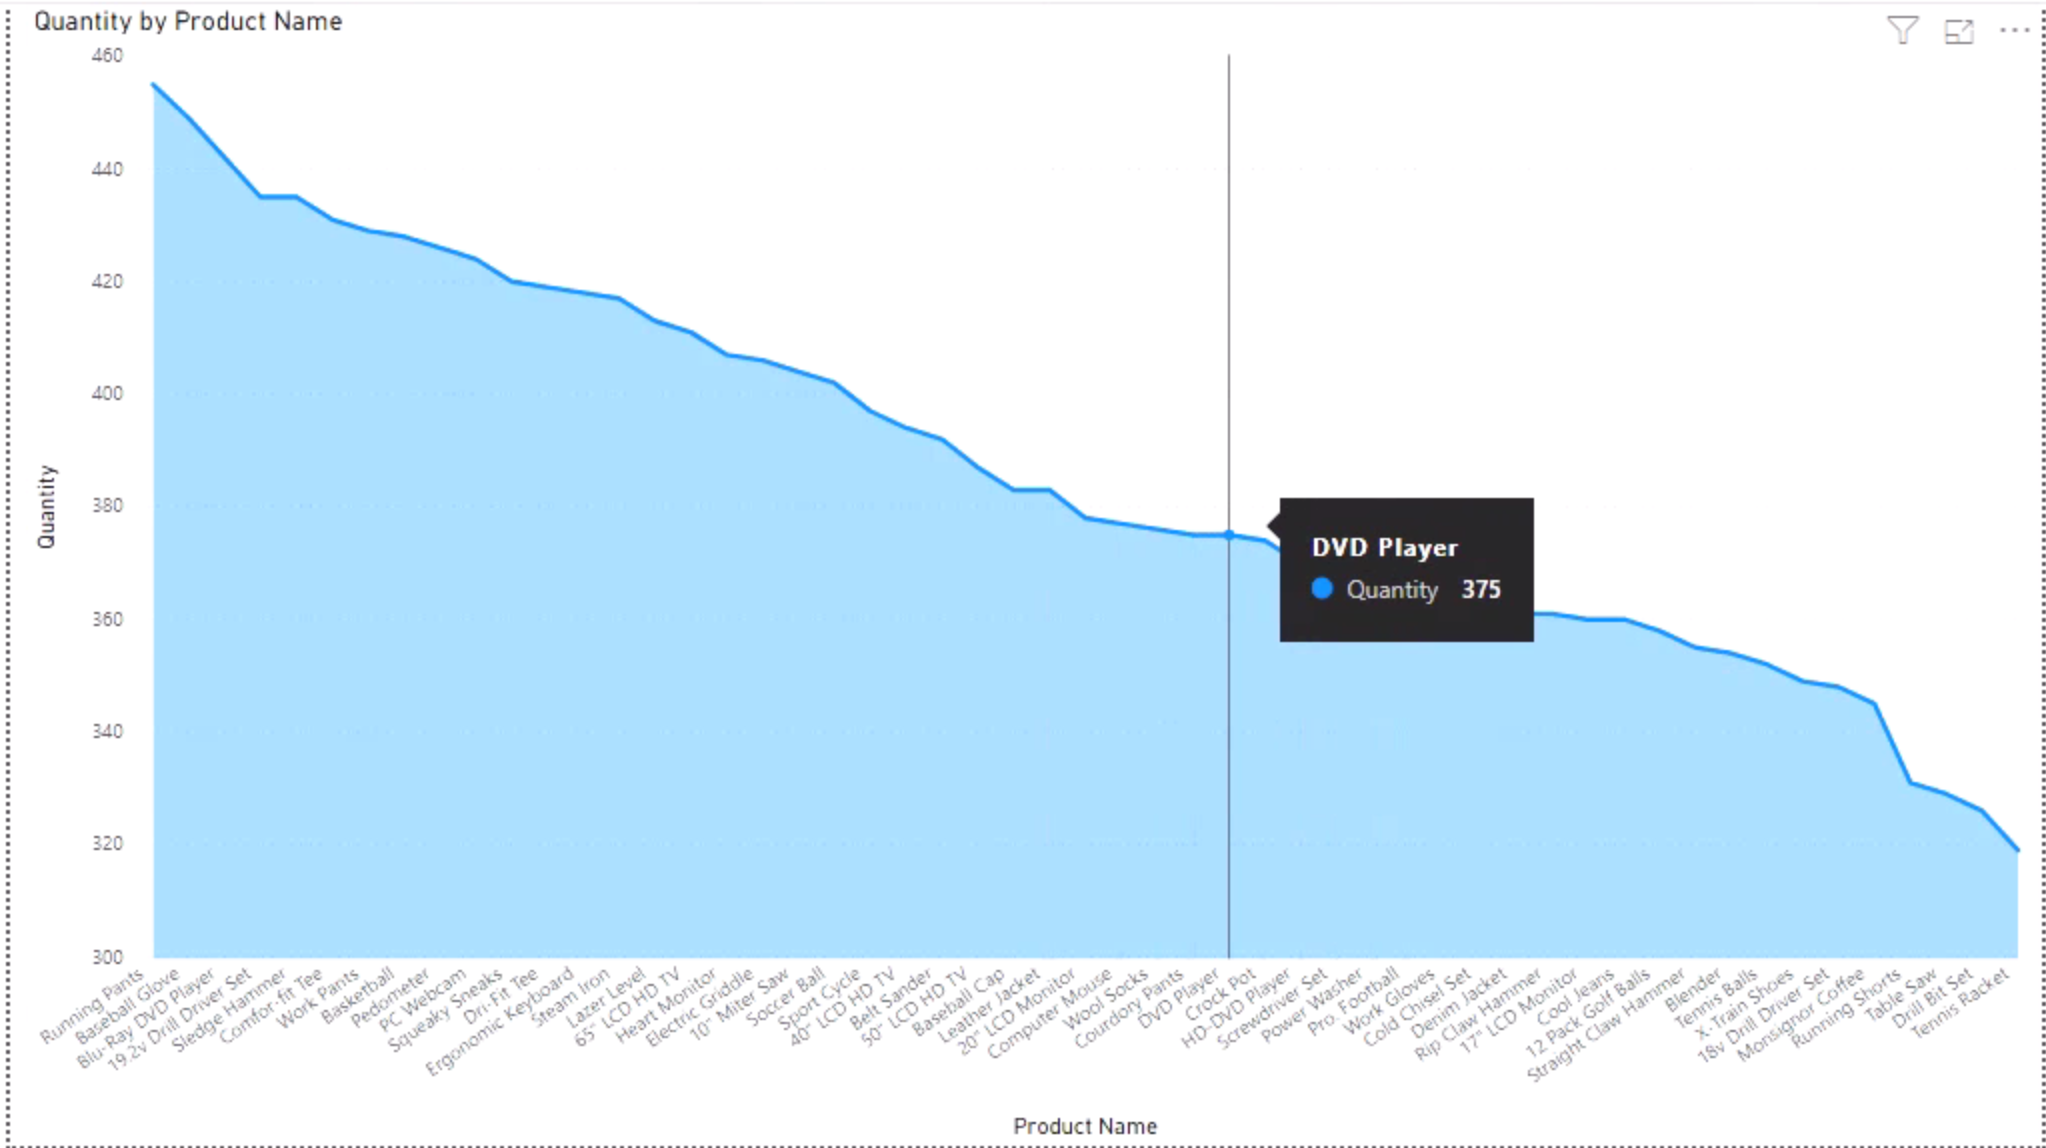 Quantity by Product Name
460
440
420
400
380
360
340
320
300
Quantity
DVD Player
Quantity 375
Running Pants
Baseball Glove
Blu-Ray DVD Player
19.2v Drill Driver Set
Sledge Hammer
Comfor-fit Tee
Work Pants
Basketball
Pedometer
PC Webcam
Squeaky Sneaks
Dri-Fit Tee
Ergonomic Keyboard
Steam Iron
Lazer Level
65" LCD HD TV
Heart Monitor
Electric Griddle
10" Miter Saw
Soccer Ball
Sport Cycle
40" LCD HD TV
Belt Sander
50" LCD HD TV
Baseball Cap
Leather Jacket
20" LCD Monitor
Computer Mouse
Wool Socks
Courdony Pants
DVD Player
Crock Pot
HD-DVD Player
Screwdriver Set
Power Washer
Pro. Football
Work Gloves
Cold Chisel Set
Denim Jacket
Rip Claw Hammer
17" LCD Monitor
Cool Jeans
12 Pack Golf Balls
Straight Claw Hammer
Blender
Tennis Balls
X-Train Shoes
18v Drill Driver Set
Monsignor Coffee
Running Shorts
Table Saw
Drill Bit Set
Tennis Racket
Product Name